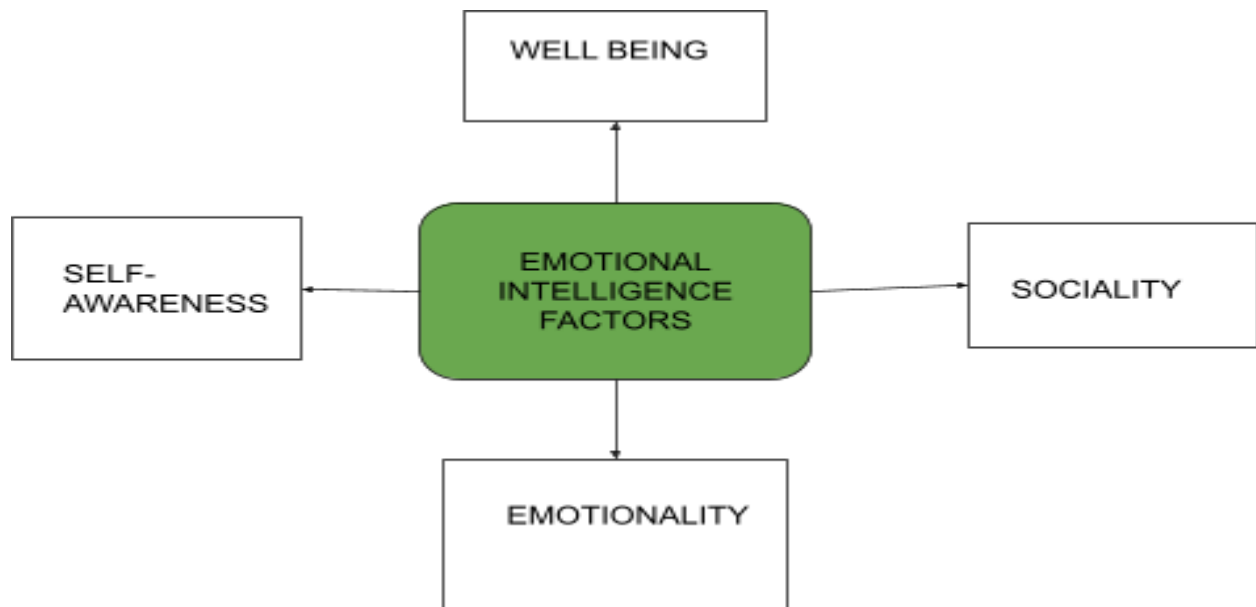 WELL BEING
SELF-
AWARENESS
EMOTIONAL
INTELLIGENCE
FACTORS
SOCIALITY
EMOTIONALITY